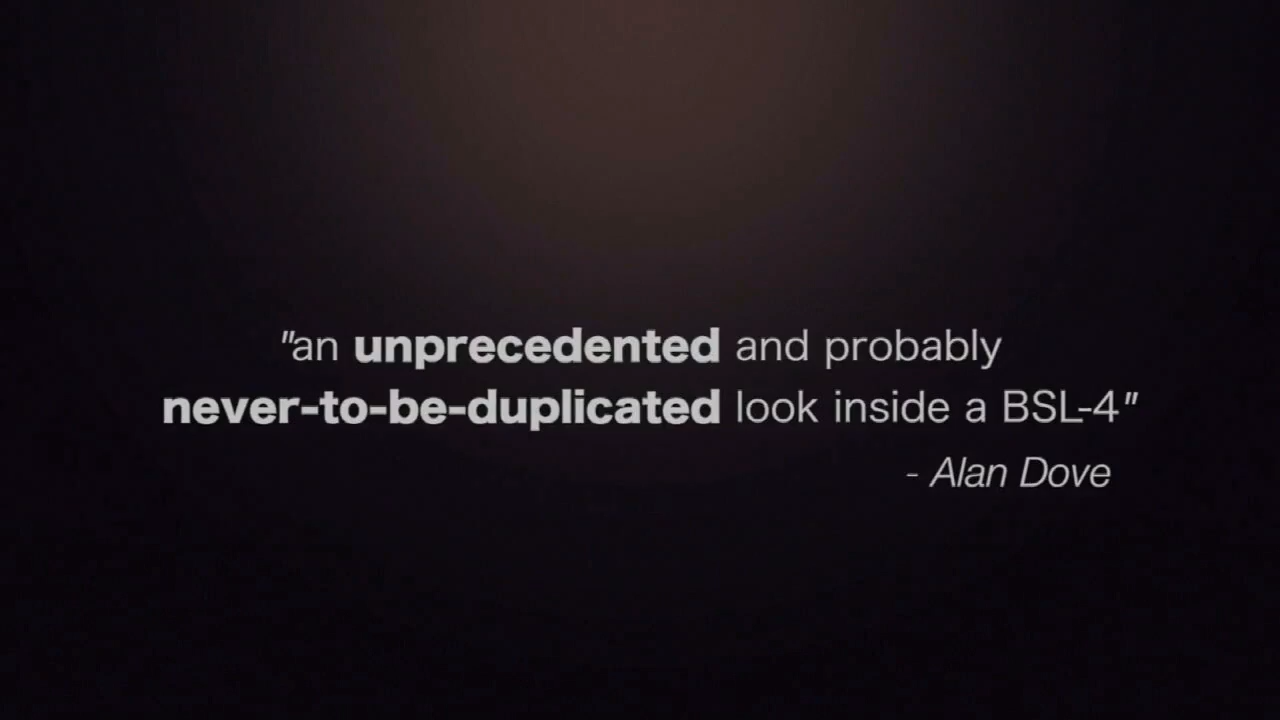 "an unprecedented and probably
never-to-be-duplicated look inside a BSL-4"
- Alan Dove